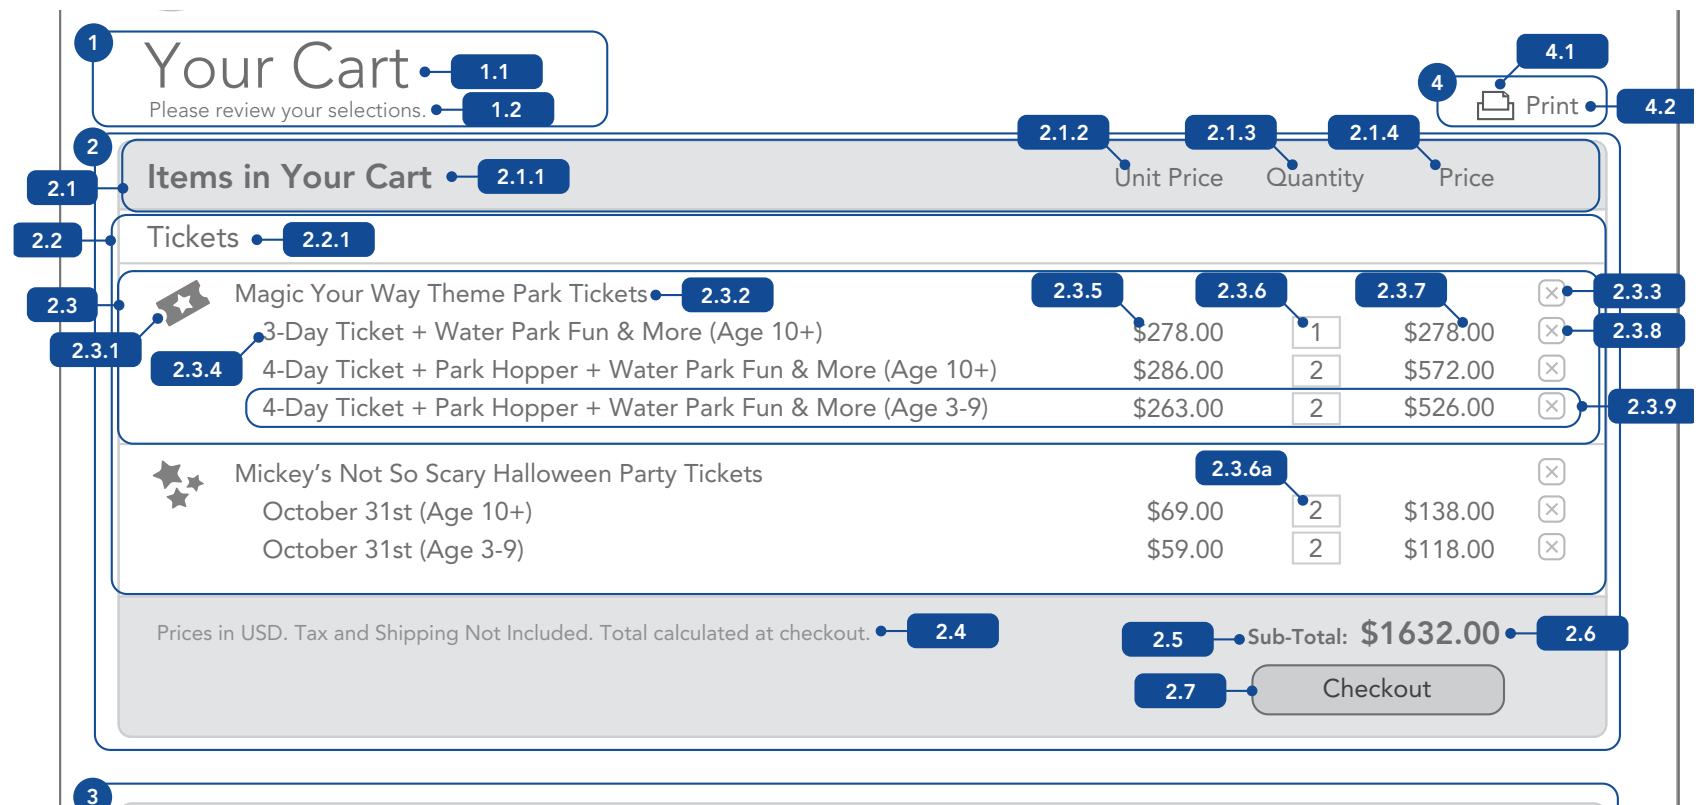 1
Your Cart
1.1
Please review your selections.
1.2
4.1
4
Print
4.2
2
2.1.2
2.1.3
2.1.4
2.1
Items in Your Cart
2.1.1
Unit Price
Quantity
Price
2.2
Tickets
2.2.1
2.3
Magic Your Way Theme Park Tickets
2.3.2
2.3.5
2.3.6
2.3.7
2.3.3
2.3.1
3-Day Ticket + Water Park Fun & More (Age 10+) $278.00 1 $278.00
2.3.8
2.3.4
4-Day Ticket + Park Hopper + Water Park Fun & More (Age 10+) $286.00 2 $572.00
4-Day Ticket + Park Hopper + Water Park Fun & More (Age 3-9) $263.00 2 $526.00
2.3.9
Mickey’s Not So Scary Halloween Party Tickets
2.3.6a
October 31st (Age 10+) $69.00 2 $138.00
October 31st (Age 3-9) $59.00 2 $118.00
Prices in USD. Tax and Shipping Not Included. Total calculated at checkout.
2.4
2.5
Sub-Total: $1632.00
2.6
2.7
Checkout
3